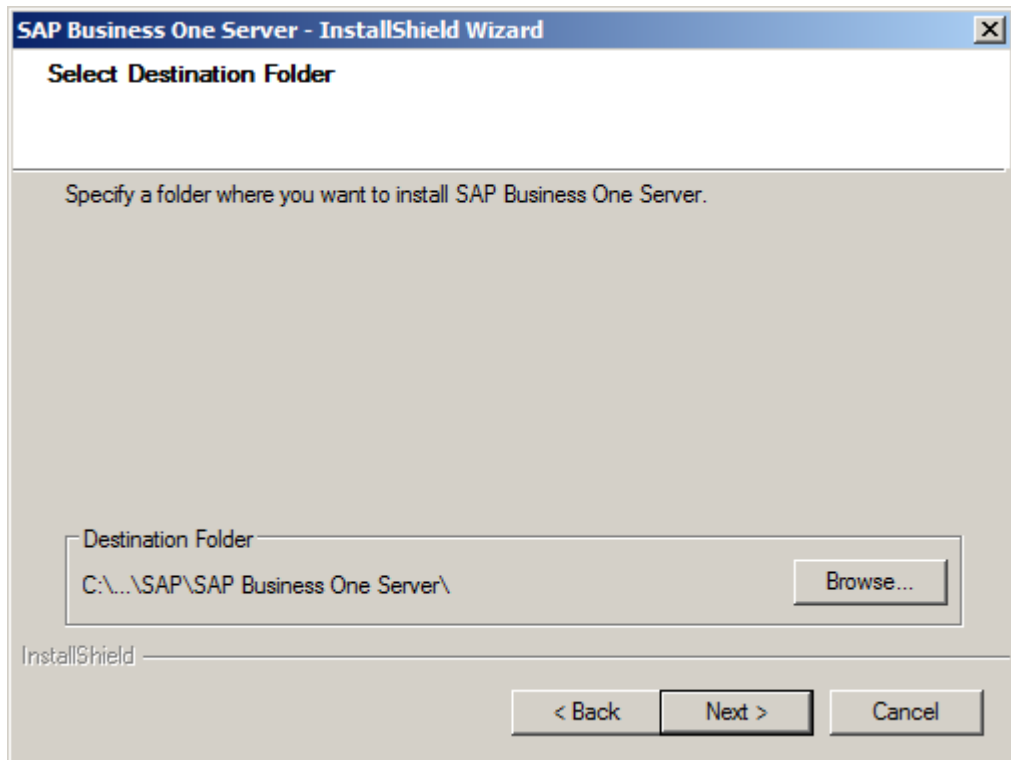 SAP Business One Server - InstallShield Wizard
Select Destination Folder
Specify a folder where you want to install SAP Business One Server.
Destination Folder
C:\...\SAP\SAP Business One Server\
Browse...
InstallShield
< Back
Next >
Cancel